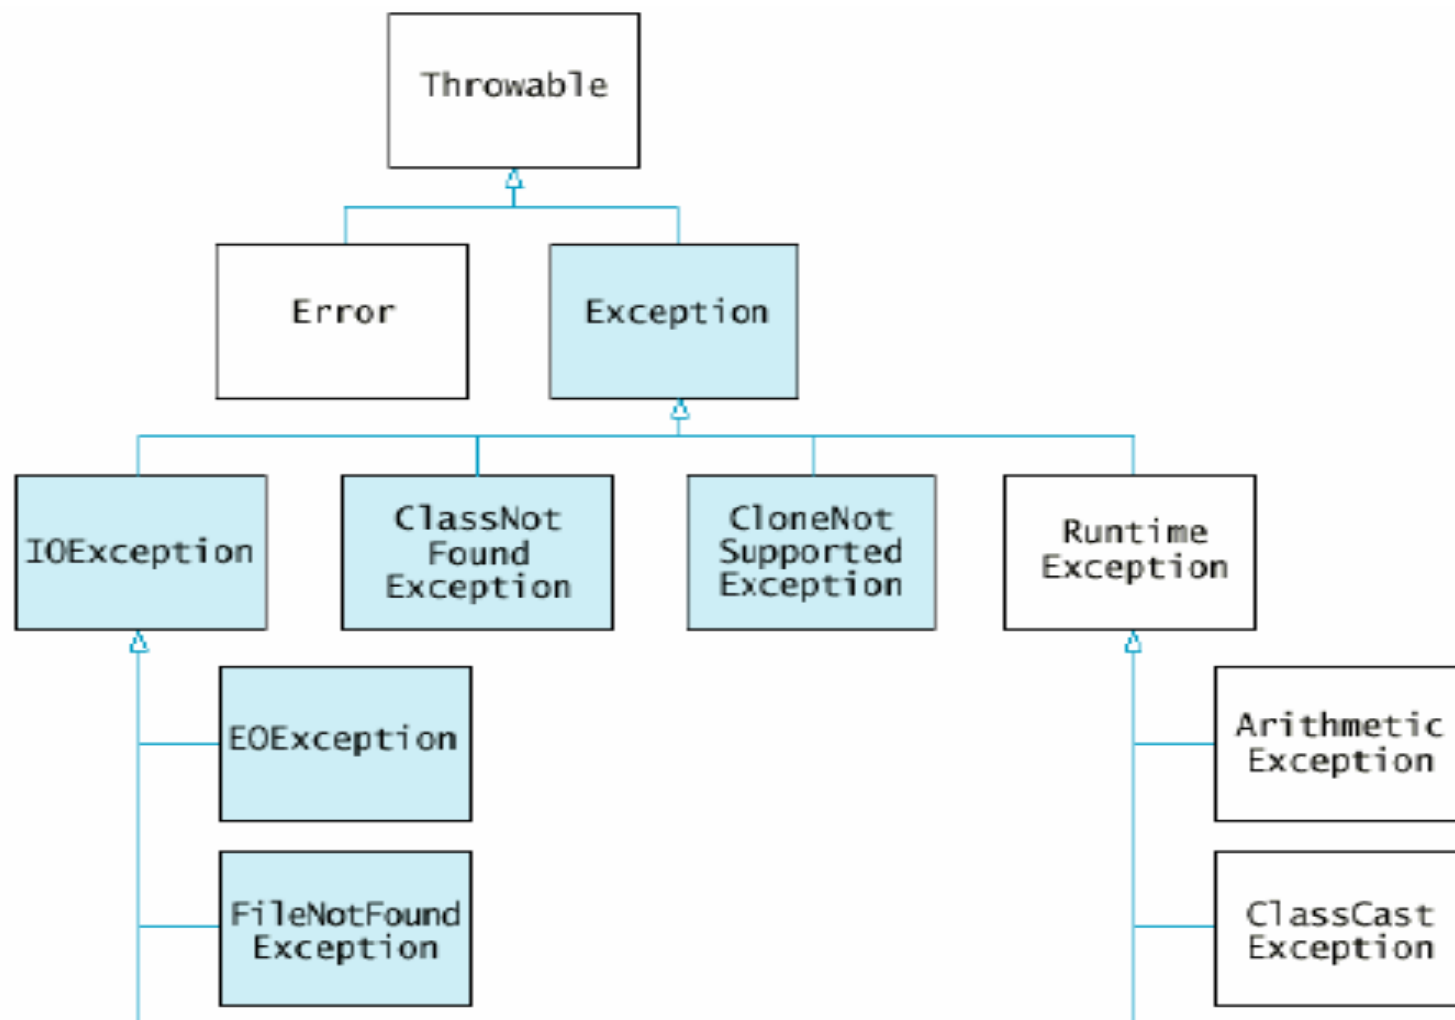 Throwable
Error
Exception
IOException
ClassNot
Found
Exception
CloneNot
Supported
Exception
Runtime
Exception
EOException
Arithmetic
Exception
FileNotFound
Exception
ClassCast
Exception